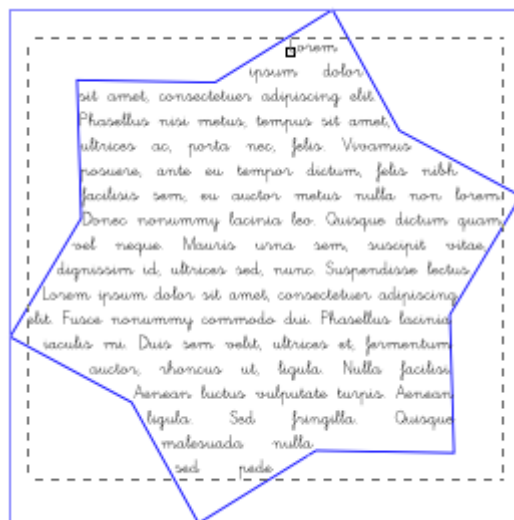 Lorem
ipsum dolor
sit amet, consectetuer adipiscing elit.
Phasellus nisi metus, tempus sit amet,
ultrices ac, porta nec, felis. Vivamus
posuere, ante eu tempor dictum, felis nibh
facilisis sem, eu auctor metus nulla non lorem.
Donec nonummy lacinia leo. Quisque dictum quam
vel neque. Mauris urna sem, suscipit vitae,
dignissim id, ultrices sed, nunc. Suspendisse lectus.
Lorem ipsum dolor sit amet, consectetuer adipiscing
elit. Fusce nonummy commodo dui. Phasellus lacinia
iaculis mi. Duis sem velit, ultrices et, fermentum
auctor, rhoncus ut, ligula. Nulla facilisi.
Aenean luctus vulputate turpis. Aenean
ligula. Sed fringilla. Quisque
malesuada nulla
sed pede